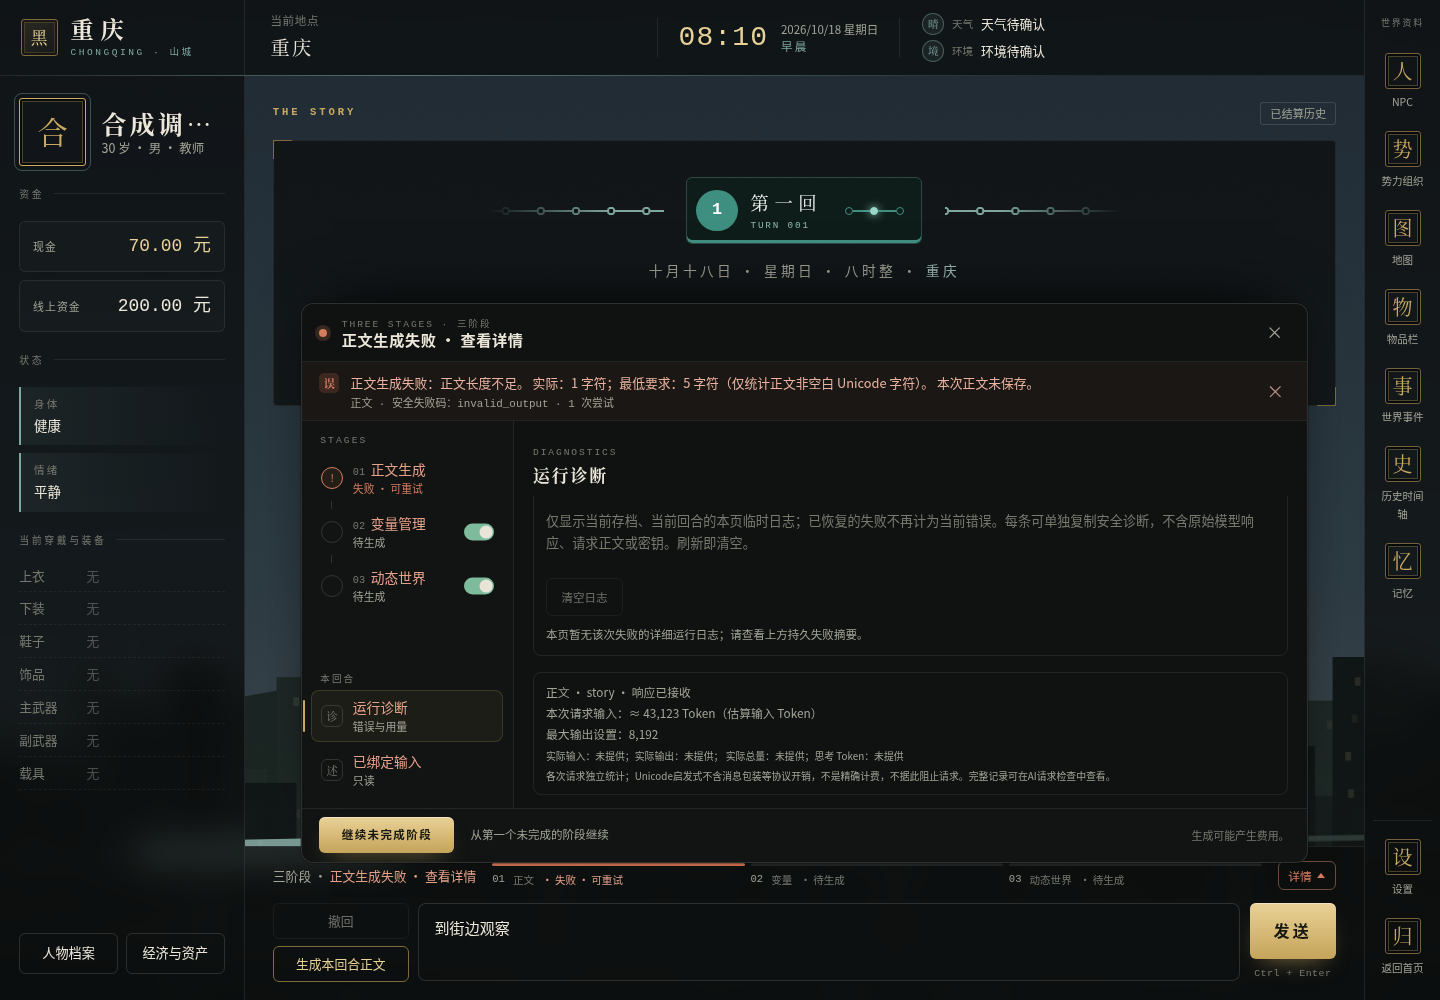 黑
重庆
CHONGQING · 山城
当前地点
重庆
08:10
2026/10/18 星期日
早晨
晴 天气 天气待确认
境 环境 环境待确认
世界资料
人
NPC
势
势力组织
图
地图
物
物品栏
事
世界事件
史
历史时间
轴
忆
记忆
设
设置
归
返回首页
合
合成调…
30 岁 · 男 · 教师
资金
现金 70.00 元
线上资金 200.00 元
状态
身体
健康
情绪
平静
当前穿戴与装备
上衣 无
下装 无
鞋子 无
饰品 无
主武器 无
副武器 无
载具 无
人物档案 经济与资产
THE STORY
已结算历史
1 第一回
TURN 001
十月十八日 · 星期日 · 八时整 · 重庆
THREE STAGES · 三阶段
正文生成失败 · 查看详情
误 正文生成失败：正文长度不足。 实际：1 字符；最低要求：5 字符（仅统计正文非空白 Unicode 字符）。 本次正文未保存。
正文 · 安全失败码：invalid_output · 1 次尝试
STAGES
! 01 正文生成
失败 · 可重试
02 变量管理
待生成
03 动态世界
待生成
本回合
诊 运行诊断
错误与用量
述 已绑定输入
只读
DIAGNOSTICS
运行诊断
仅显示当前存档、当前回合的本页临时日志；已恢复的失败不再计为当前错误。每条可单独复制安全诊断，不含原始模型响
应、请求正文或密钥。刷新即清空。
清空日志
本页暂无该次失败的详细运行日志；请查看上方持久失败摘要。
正文 · story · 响应已接收
本次请求输入：≈ 43,123 Token（估算输入 Token）
最大输出设置：8,192
实际输入：未提供；实际输出：未提供； 实际总量：未提供；思考 Token：未提供
各次请求独立统计；Unicode启发式不含消息包装等协议开销，不是精确计费，不据此阻止请求。完整记录可在AI请求检查中查看。
继续未完成阶段 从第一个未完成的阶段继续 生成可能产生费用。
三阶段 · 正文生成失败 · 查看详情 01 正文 · 失败 · 可重试 02 变量 · 待生成 03 动态世界 · 待生成 详情
撤回
生成本回合正文
到街边观察
发送
Ctrl + Enter